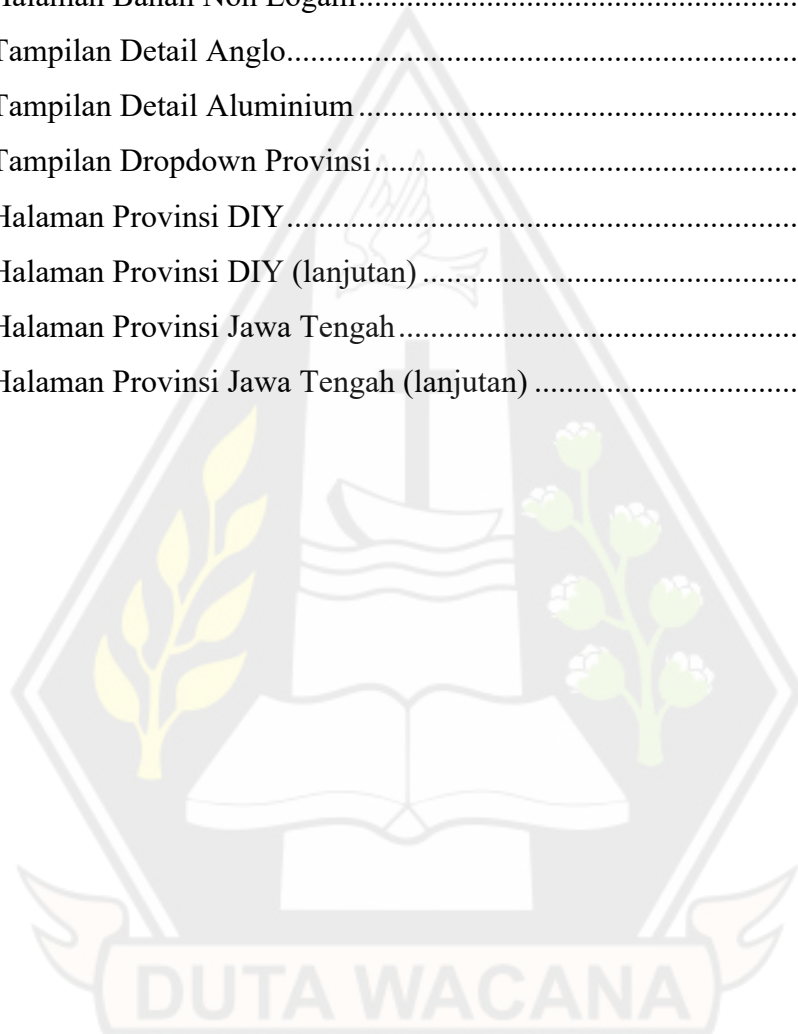 Halaman Bahan Non Logam..............................................................
Tampilan Detail Anglo.......................................................................
Tampilan Detail Aluminium..............................................................
Tampilan Dropdown Provinsi............................................................
Halaman Provinsi DIY.......................................................................
Halaman Provinsi DIY (lanjutan)......................................................
Halaman Provinsi Jawa Tengah.........................................................
Halaman Provinsi Jawa Tengah (lanjutan)........................................
DUTA WACANA